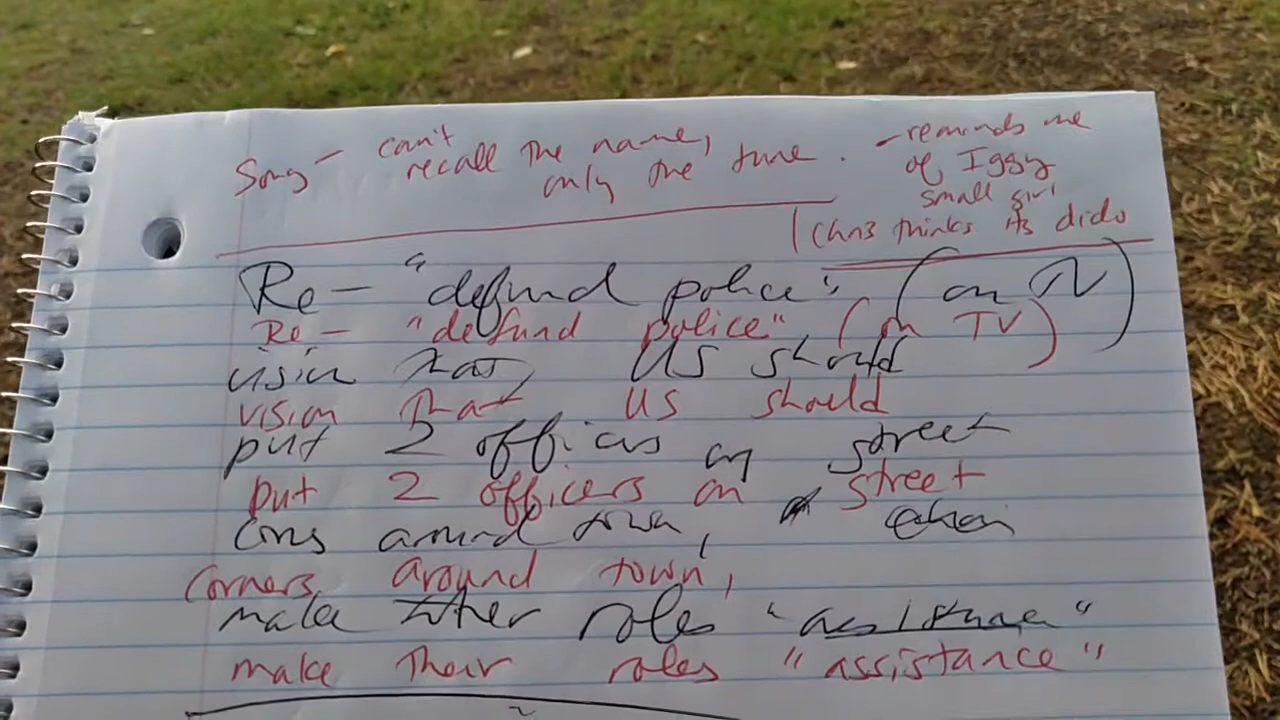 Song - can't recall the name, only the tune.
- reminds me
of Iggy
small girl
Chris thinks its dido
Re - "defund police", (on TV)
Re - "defund police", (on TV)
vision that, US should
vision that US should
put 2 officers on street
put 2 officers on street
corners around town,
corners around town,
make their roles "assistance"
make their roles "assistance"